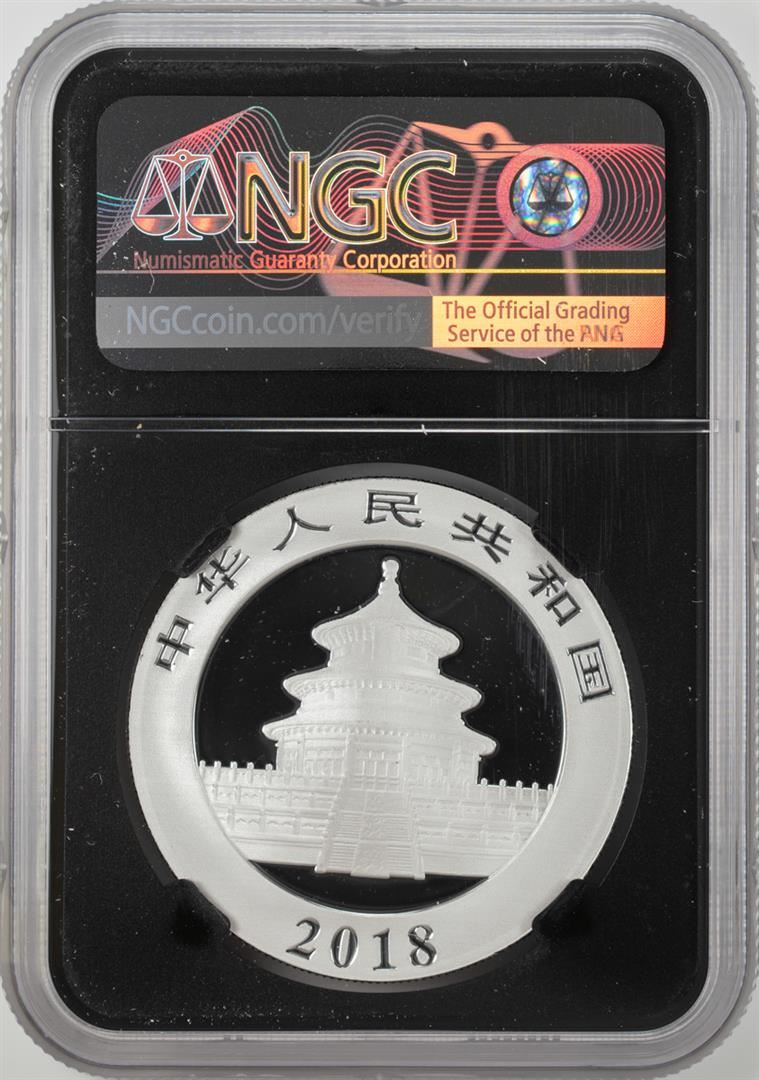 NGC
Numismatic Guaranty Corporation
NGCcoin.com/verify
The Official Grading
Service of the ANG
中华人民共和国
2018